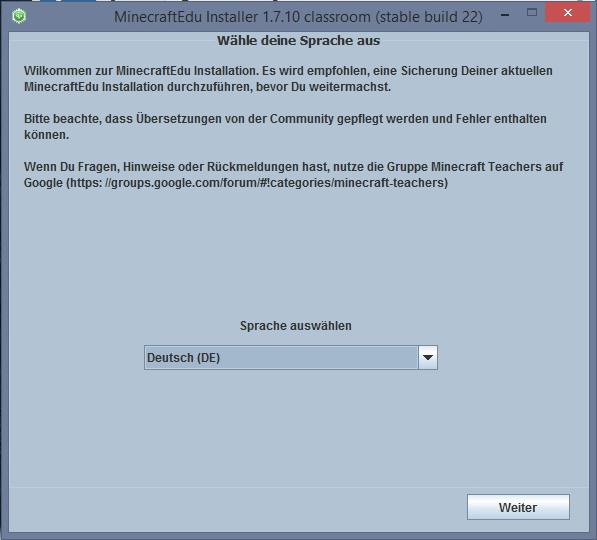 MinecraftEdu Installer 1.7.10 classroom (stable build 22)
Wähle deine Sprache aus
Wilkommen zur MinecraftEdu Installation. Es wird empfohlen, eine Sicherung Deiner aktuellen
MinecraftEdu Installation durchzuführen, bevor Du weitermachst.
Bitte beachte, dass Übersetzungen von der Community gepflegt werden und Fehler enthalten
können.
Wenn Du Fragen, Hinweise oder Rückmeldungen hast, nutze die Gruppe Minecraft Teachers auf
Google (https: //groups.google.com/forum/#!categories/minecraft-teachers)
Sprache auswählen
Deutsch (DE)
Weiter